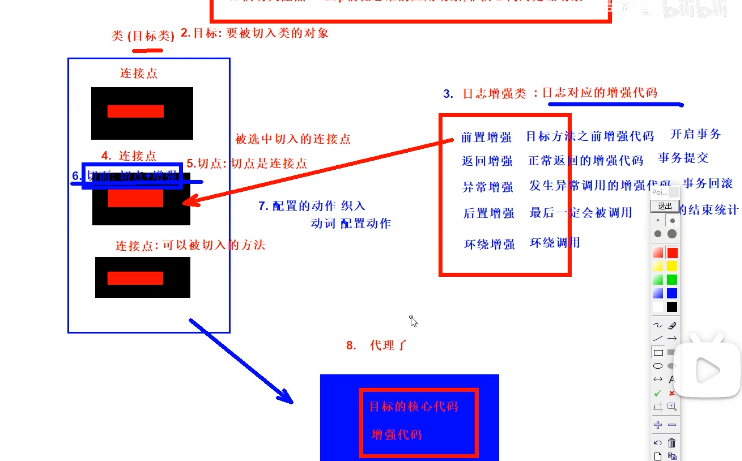 bilibili
类 (目标类)
2.目标: 要被切入类的对象
连接点
3. 日志增强类 : 日志对应的增强代码
被选中切入的连接点
前置增强 目标方法之前增强代码 开启事务
4. 连接点
5.切点: 切点是连接点
返回增强 正常返回的增强代码 事务提交
6. 切面: 切点+增强
异常增强 发生异常调用的增强代码 事务回滚
7. 配置的动作 织入
后置增强 最后一定会被调用 的结束统计
动词 配置动作
连接点: 可以被切入的方法
环绕增强 环绕调用
Poi...
退出
8. 代理了
目标的核心代码
增强代码